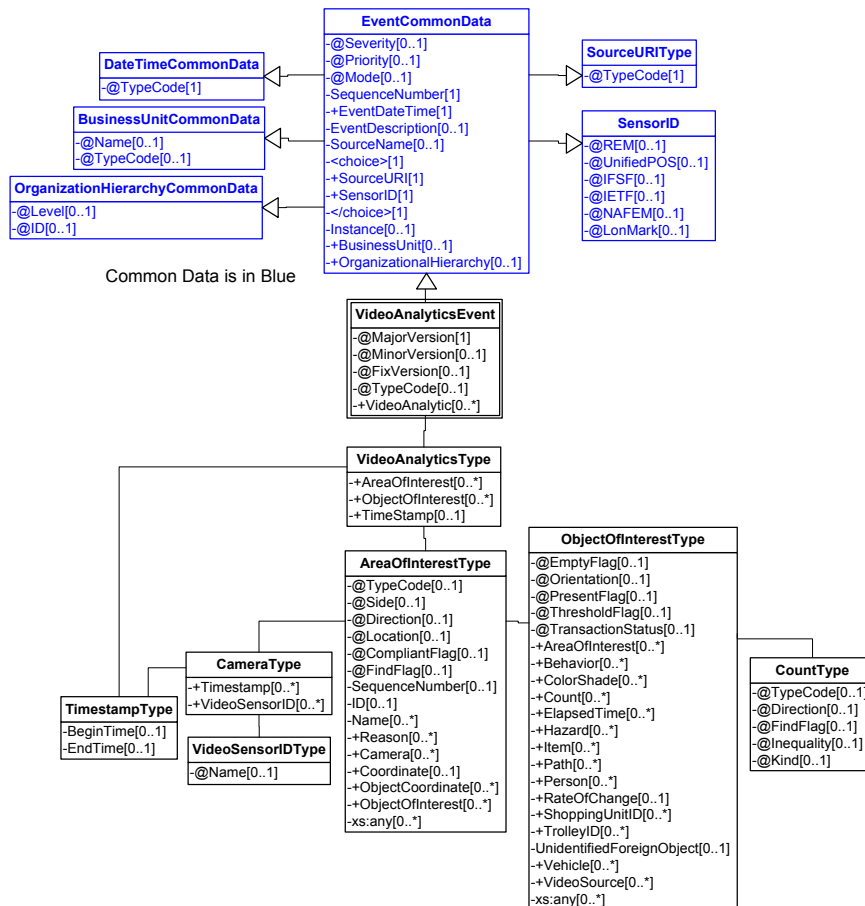 EventCommonData
-@Severity[0..1]
-@Priority[0..1]
-@Mode[0..1]
-SequenceNumber[1]
-+EventDateTime[1]
-EventDescription[0..1]
-SourceName[0..1]
-<choice>[1]
-+SourceURI[1]
-+SensorID[1]
-</choice>[1]
-Instance[0..1]
-+BusinessUnit[0..1]
-+OrganizationalHierarchy[0..1]
DateTimeCommonData
-@TypeCode[1]
BusinessUnitCommonData
-@Name[0..1]
-@TypeCode[0..1]
OrganizationHierarchyCommonData
-@Level[0..1]
-@ID[0..1]
SourceURIType
-@TypeCode[1]
SensorID
-@REM[0..1]
-@UnifiedPOS[0..1]
-@IFSF[0..1]
-@IETF[0..1]
-@NAFEM[0..1]
-@LonMark[0..1]
Common Data is in Blue
VideoAnalyticsEvent
-@MajorVersion[1]
-@MinorVersion[0..1]
-@FixVersion[0..1]
-@TypeCode[0..1]
-+VideoAnalytic[0..*]
VideoAnalyticsType
-+AreaOfInterest[0..*]
-+ObjectOfInterest[0..*]
-+TimeStamp[0..1]
AreaOfInterestType
-@TypeCode[0..1]
-@Side[0..1]
-@Direction[0..1]
-@Location[0..1]
-@CompliantFlag[0..1]
-@FindFlag[0..1]
-SequenceNumber[0..1]
-ID[0..1]
-Name[0..*]
-+Reason[0..*]
-+Camera[0..*]
-+Coordinate[0..1]
-+ObjectCoordinate[0..*]
-+ObjectOfInterest[0..*]
-xs:any[0..*]
ObjectOfInterestType
-@EmptyFlag[0..1]
-@Orientation[0..1]
-@PresentFlag[0..1]
-@ThresholdFlag[0..1]
-@TransactionStatus[0..1]
-+AreaOfInterest[0..*]
-+Behavior[0..*]
-+ColorShade[0..*]
-+Count[0..*]
-+ElapsedTime[0..*]
-+Hazard[0..*]
-+Item[0..*]
-+Path[0..*]
-+Person[0..*]
-+RateOfChange[0..1]
-+ShoppingUnitID[0..*]
-+TrolleyID[0..*]
-UnidentifiedForeignObject[0..1]
-+Vehicle[0..*]
-+VideoSource[0..*]
-xs:any[0..*]
CameraType
-+Timestamp[0..*]
-+VideoSensorID[0..*]
TimestampType
-BeginTime[0..1]
-EndTime[0..1]
VideoSensorIDType
-@Name[0..1]
CountType
-@TypeCode[0..1]
-@Direction[0..1]
-@FindFlag[0..1]
-@Inequality[0..1]
-@Kind[0..1]